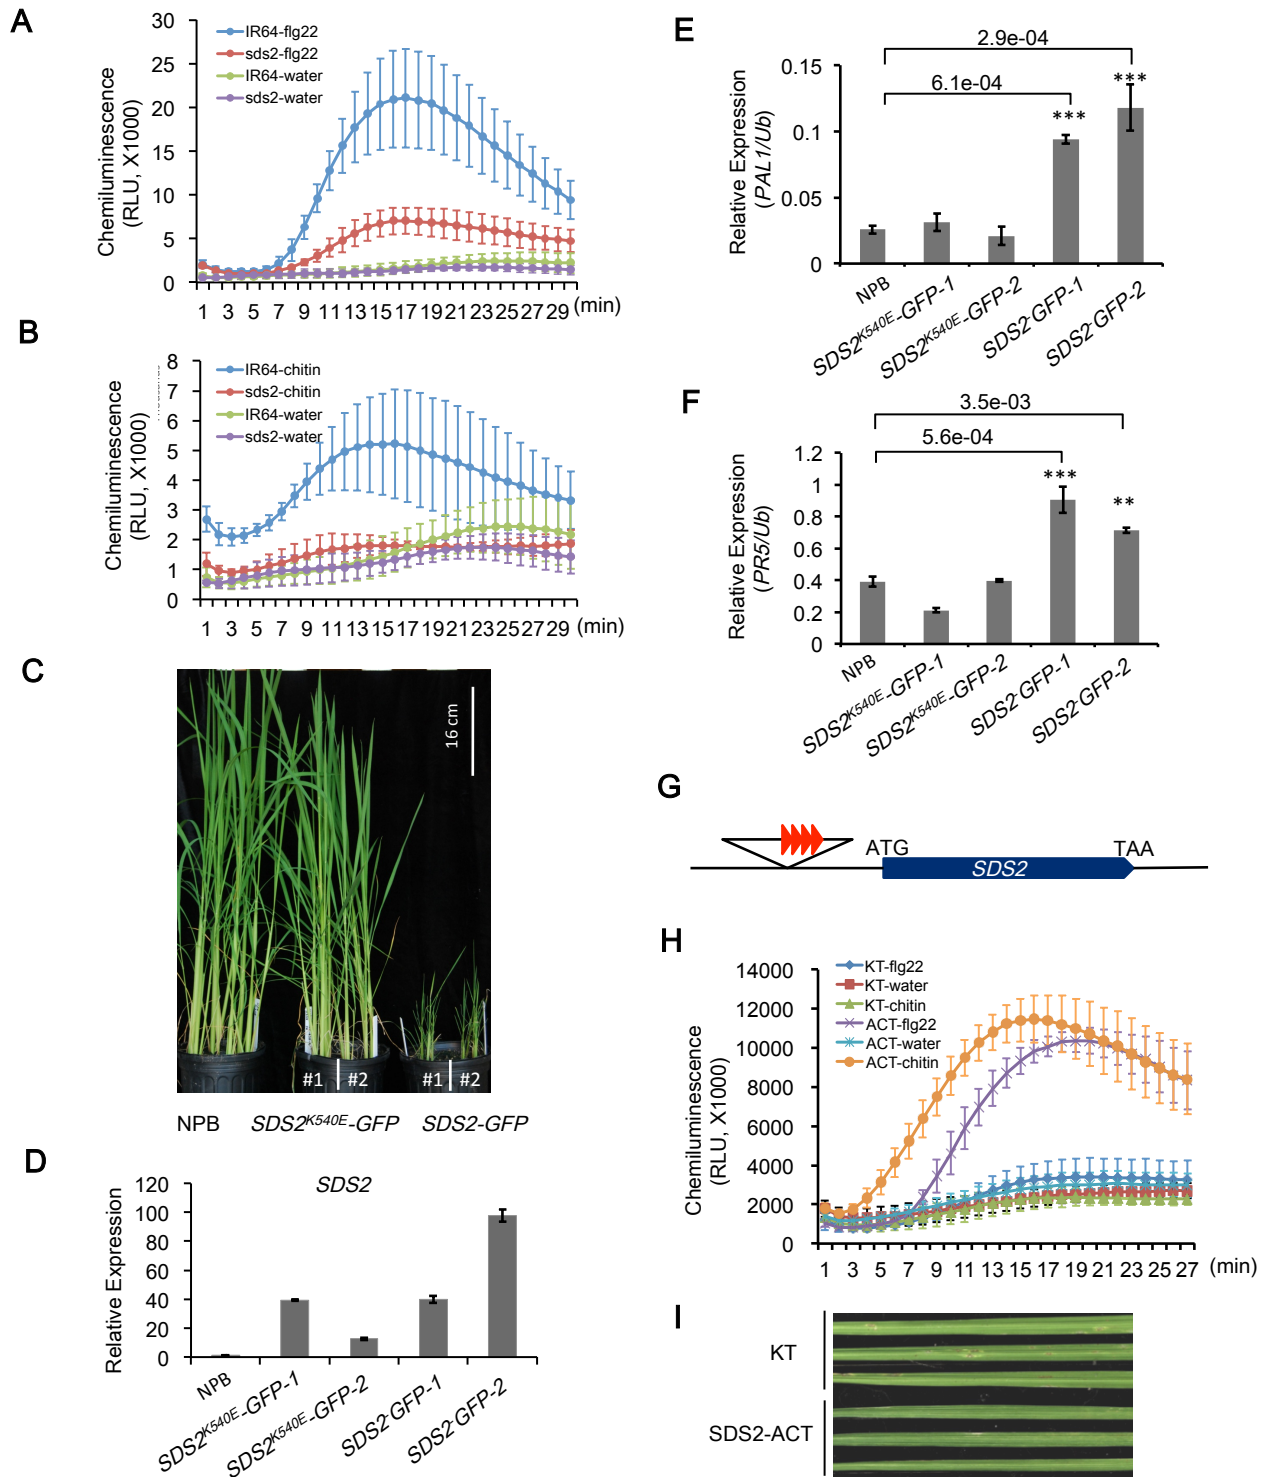 A
30
25
20
15
10
5
0
Chemiluminescence
(RLU, X1000)
IR64-flg22
sds2-flg22
IR64-water
sds2-water
1 3 5 7 9 11 13 15 17 19 21 23 25 27 29 (min)
B
8
7
6
5
4
3
2
1
0
Chemiluminescence
(RLU, X1000)
IR64-chitin
sds2-chitin
IR64-water
sds2-water
1 3 5 7 9 11 13 15 17 19 21 23 25 27 29 (min)
C
16 cm
#1 #2 #1 #2
NPB SDS2K540E-GFP SDS2-GFP
D
SDS2
120
100
80
60
40
20
0
Relative Expression
NPB
SDS2K540E-GFP-1
SDS2K540E-GFP-2
SDS2-GFP-1
SDS2-GFP-2
E
2.9e-04
6.1e-04
***
***
0.15
0.1
0.05
0
Relative Expression
(PAL1/Ub)
NPB
SDS2K540E-GFP-1
SDS2K540E-GFP-2
SDS2-GFP-1
SDS2-GFP-2
F
3.5e-03
5.6e-04
***
**
1.2
1
0.8
0.6
0.4
0.2
0
Relative Expression
(PR5/Ub)
NPB
SDS2K540E-GFP-1
SDS2K540E-GFP-2
SDS2-GFP-1
SDS2-GFP-2
G
ATG
TAA
SDS2
H
14000
12000
10000
8000
6000
4000
2000
0
Chemiluminescence
(RLU, X1000)
KT-flg22
KT-water
KT-chitin
ACT-flg22
ACT-water
ACT-chitin
1 3 5 7 9 11 13 15 17 19 21 23 25 27 (min)
I
KT
SDS2-ACT